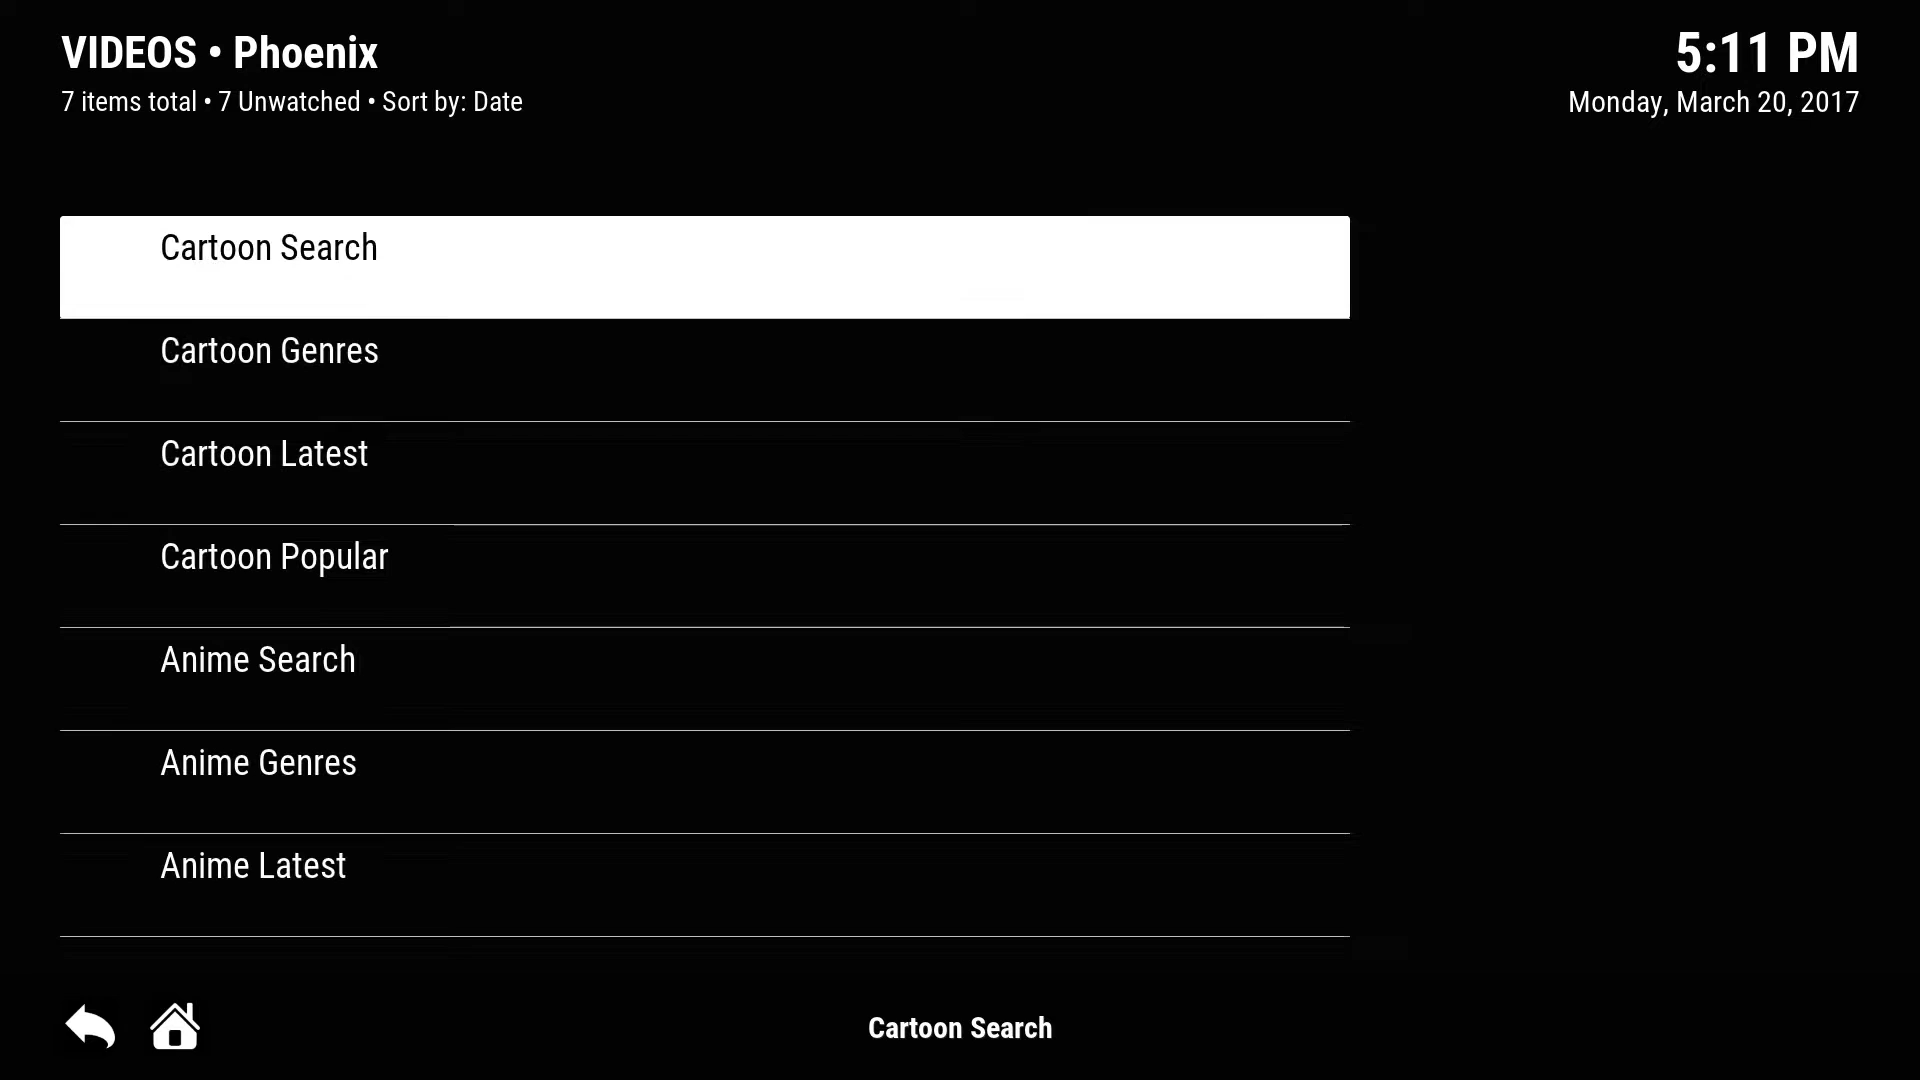 VIDEOS • Phoenix
7 items total • 7 Unwatched • Sort by: Date
5:11 PM
Monday, March 20, 2017
Cartoon Search
Cartoon Genres
Cartoon Latest
Cartoon Popular
Anime Search
Anime Genres
Anime Latest
Cartoon Search